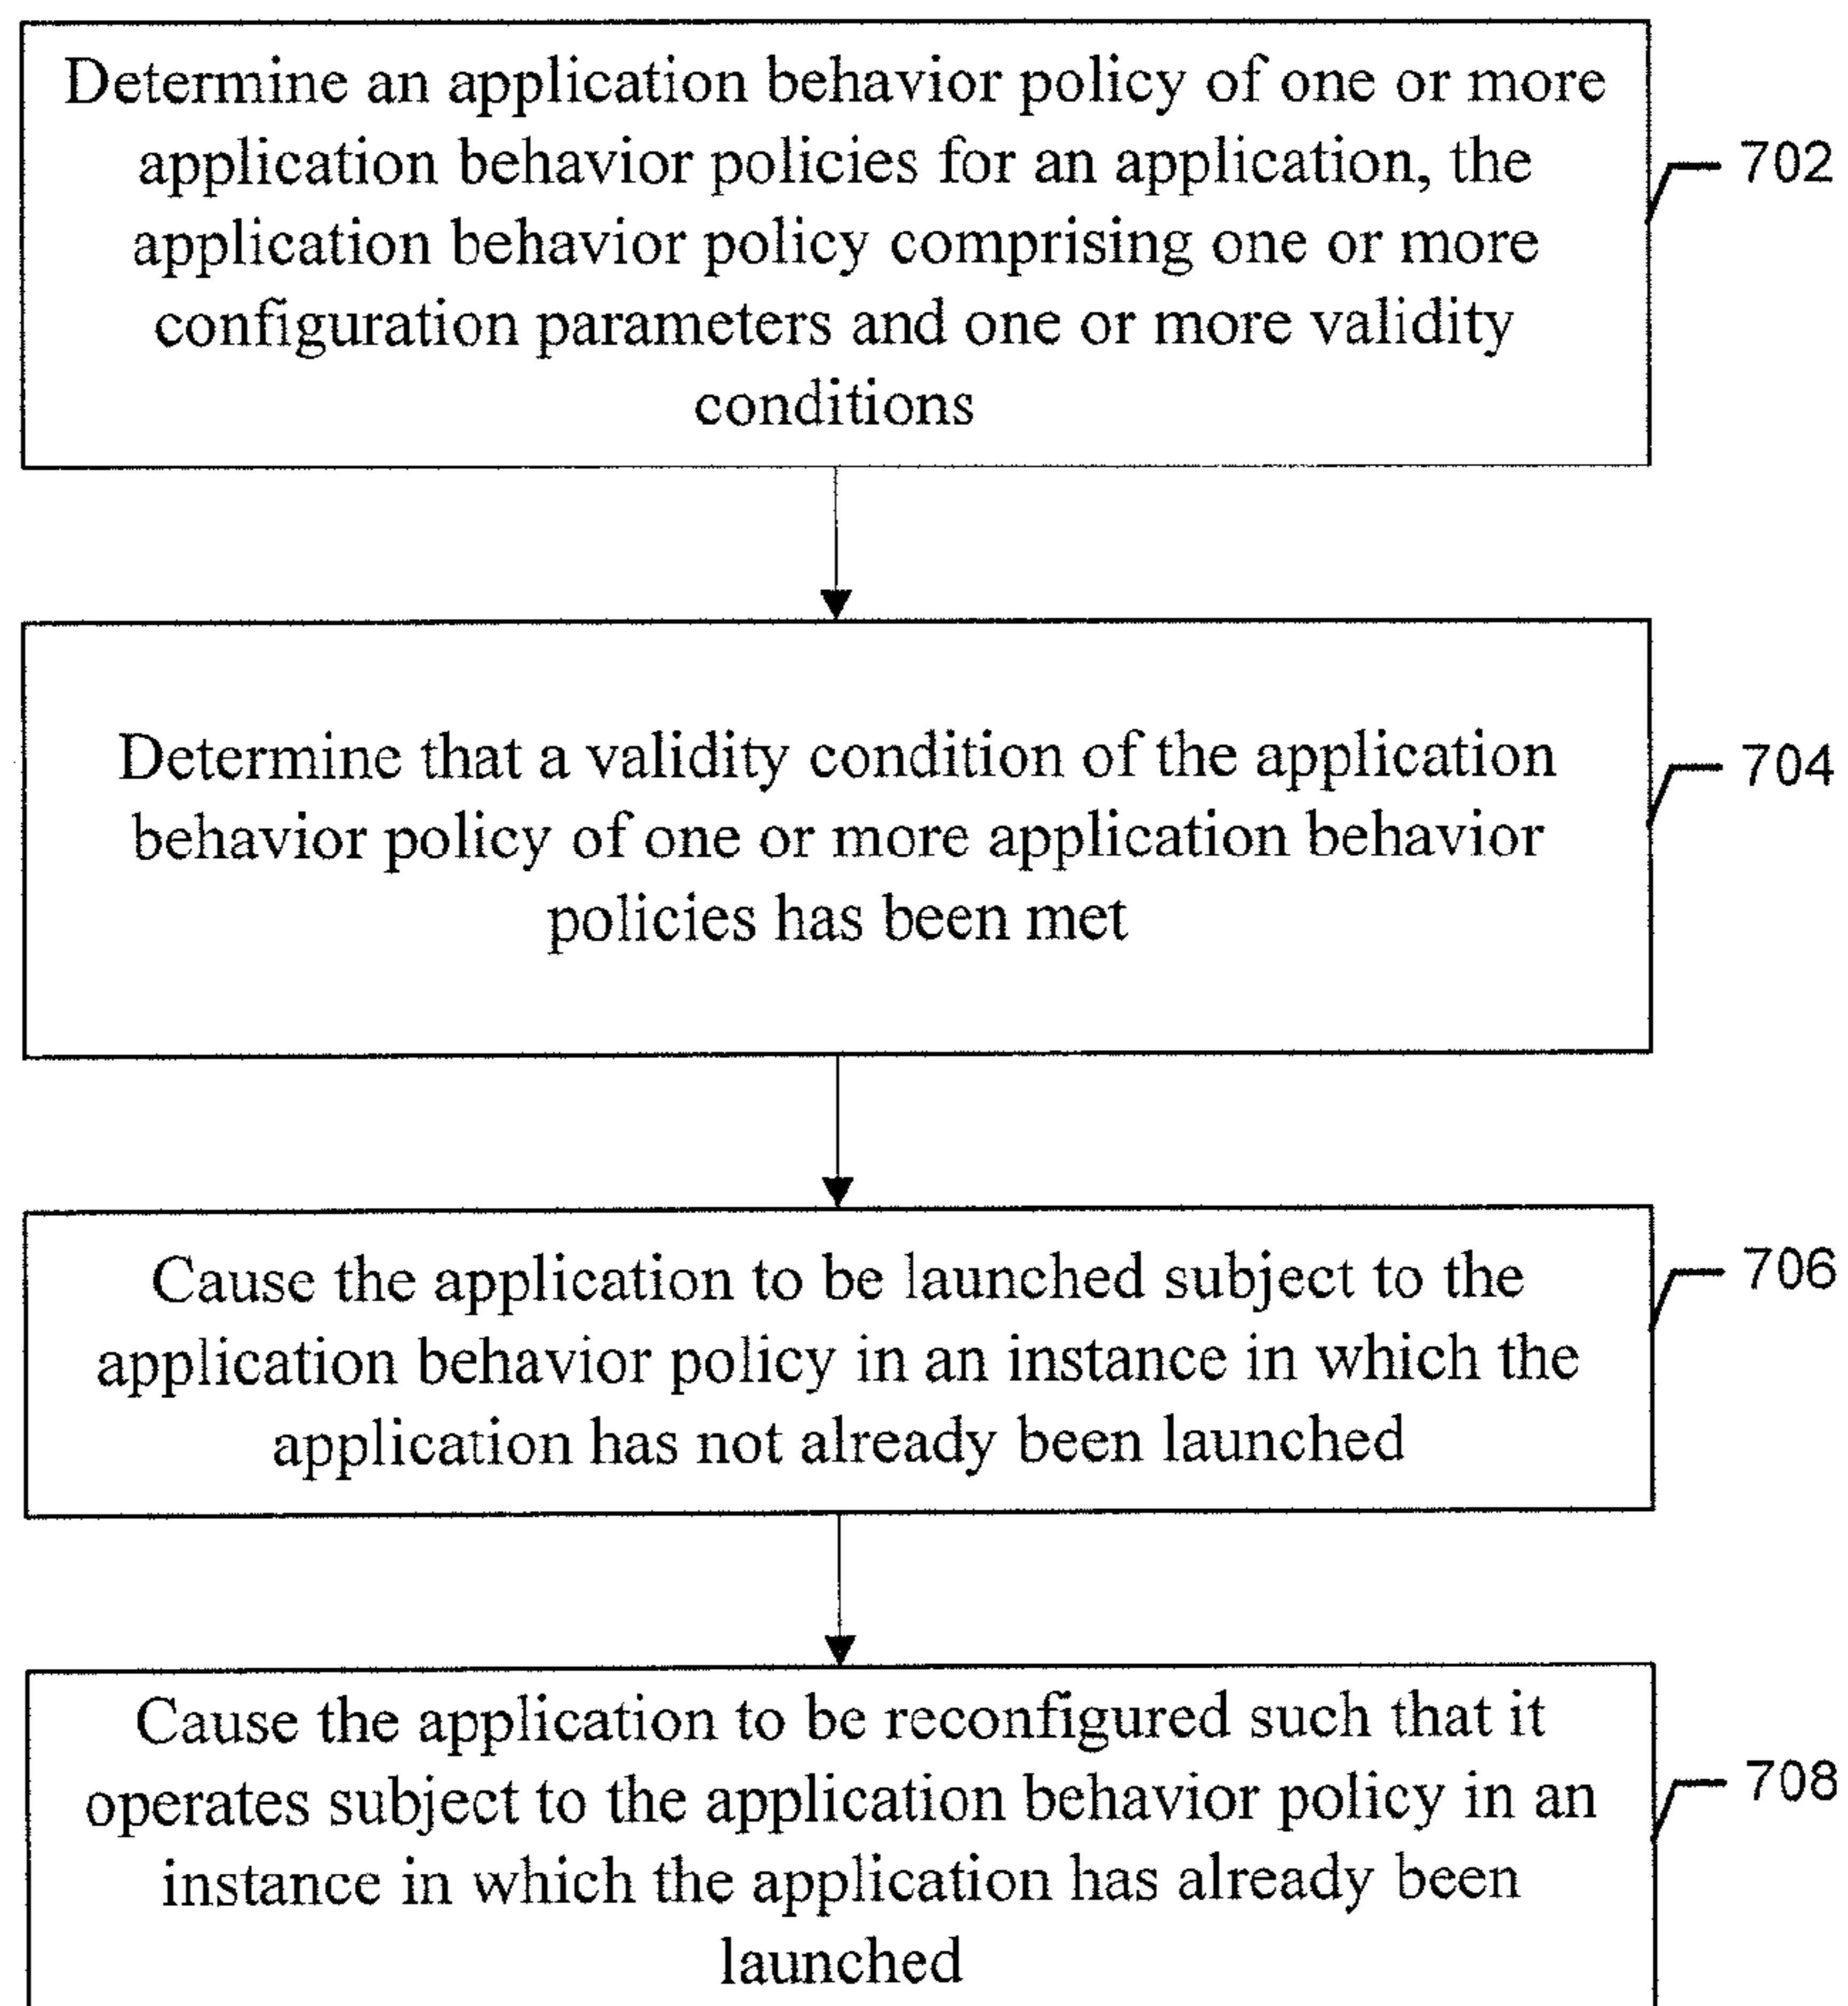 Determine an application behavior policy of one or more
application behavior policies for an application, the
application behavior policy comprising one or more
configuration parameters and one or more validity
conditions
702
Determine that a validity condition of the application
behavior policy of one or more application behavior
policies has been met
704
Cause the application to be launched subject to the
application behavior policy in an instance in which the
application has not already been launched
706
Cause the application to be reconfigured such that it
operates subject to the application behavior policy in an
instance in which the application has already been
launched
708